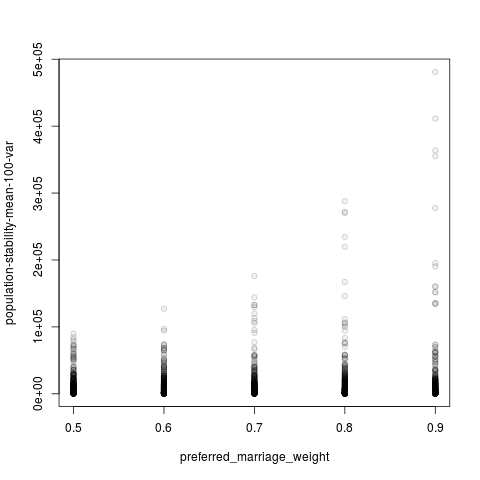 5e+05
4e+05
3e+05
2e+05
1e+05
0e+00
population-stability-mean-100-var
0.5 0.6 0.7 0.8 0.9
preferred_marriage_weight